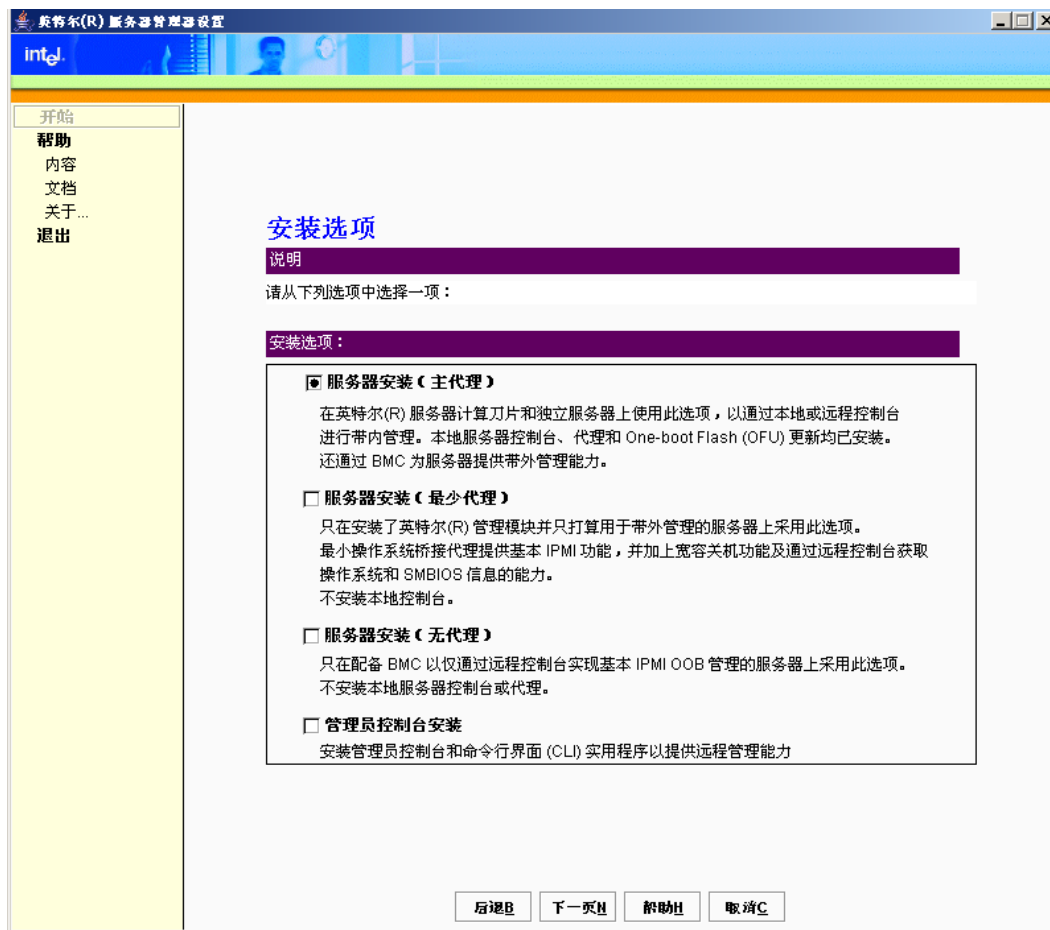 英特尔(R) 服务器管理器设置
intel.
开始
帮助
内容
文档
关于...
退出
安装选项
说明
请从下列选项中选择一项：
安装选项：
服务器安装（主代理）
在英特尔(R) 服务器计算刀片和独立服务器上使用此选项，以通过本地或远程控制台
进行带内管理。本地服务器控制台、代理和 One-boot Flash (OFU) 更新均已安装。
还通过 BMC 为服务器提供带外管理能力。
服务器安装（最少代理）
只在安装了英特尔(R) 管理模块并只打算用于带外管理的服务器上采用此选项。
最小操作系统桥接代理提供基本 IPMI 功能，并加上宽容关机功能及通过远程控制台获取
操作系统和 SMBIOS 信息的能力。
不安装本地控制台。
服务器安装（无代理）
只在配备 BMC 以仅通过远程控制台实现基本 IPMI OOB 管理的服务器上采用此选项。
不安装本地服务器控制台或代理。
管理员控制台安装
安装管理员控制台和命令行界面 (CLI) 实用程序以提供远程管理能力
后退B 下一页N 帮助H 取消C